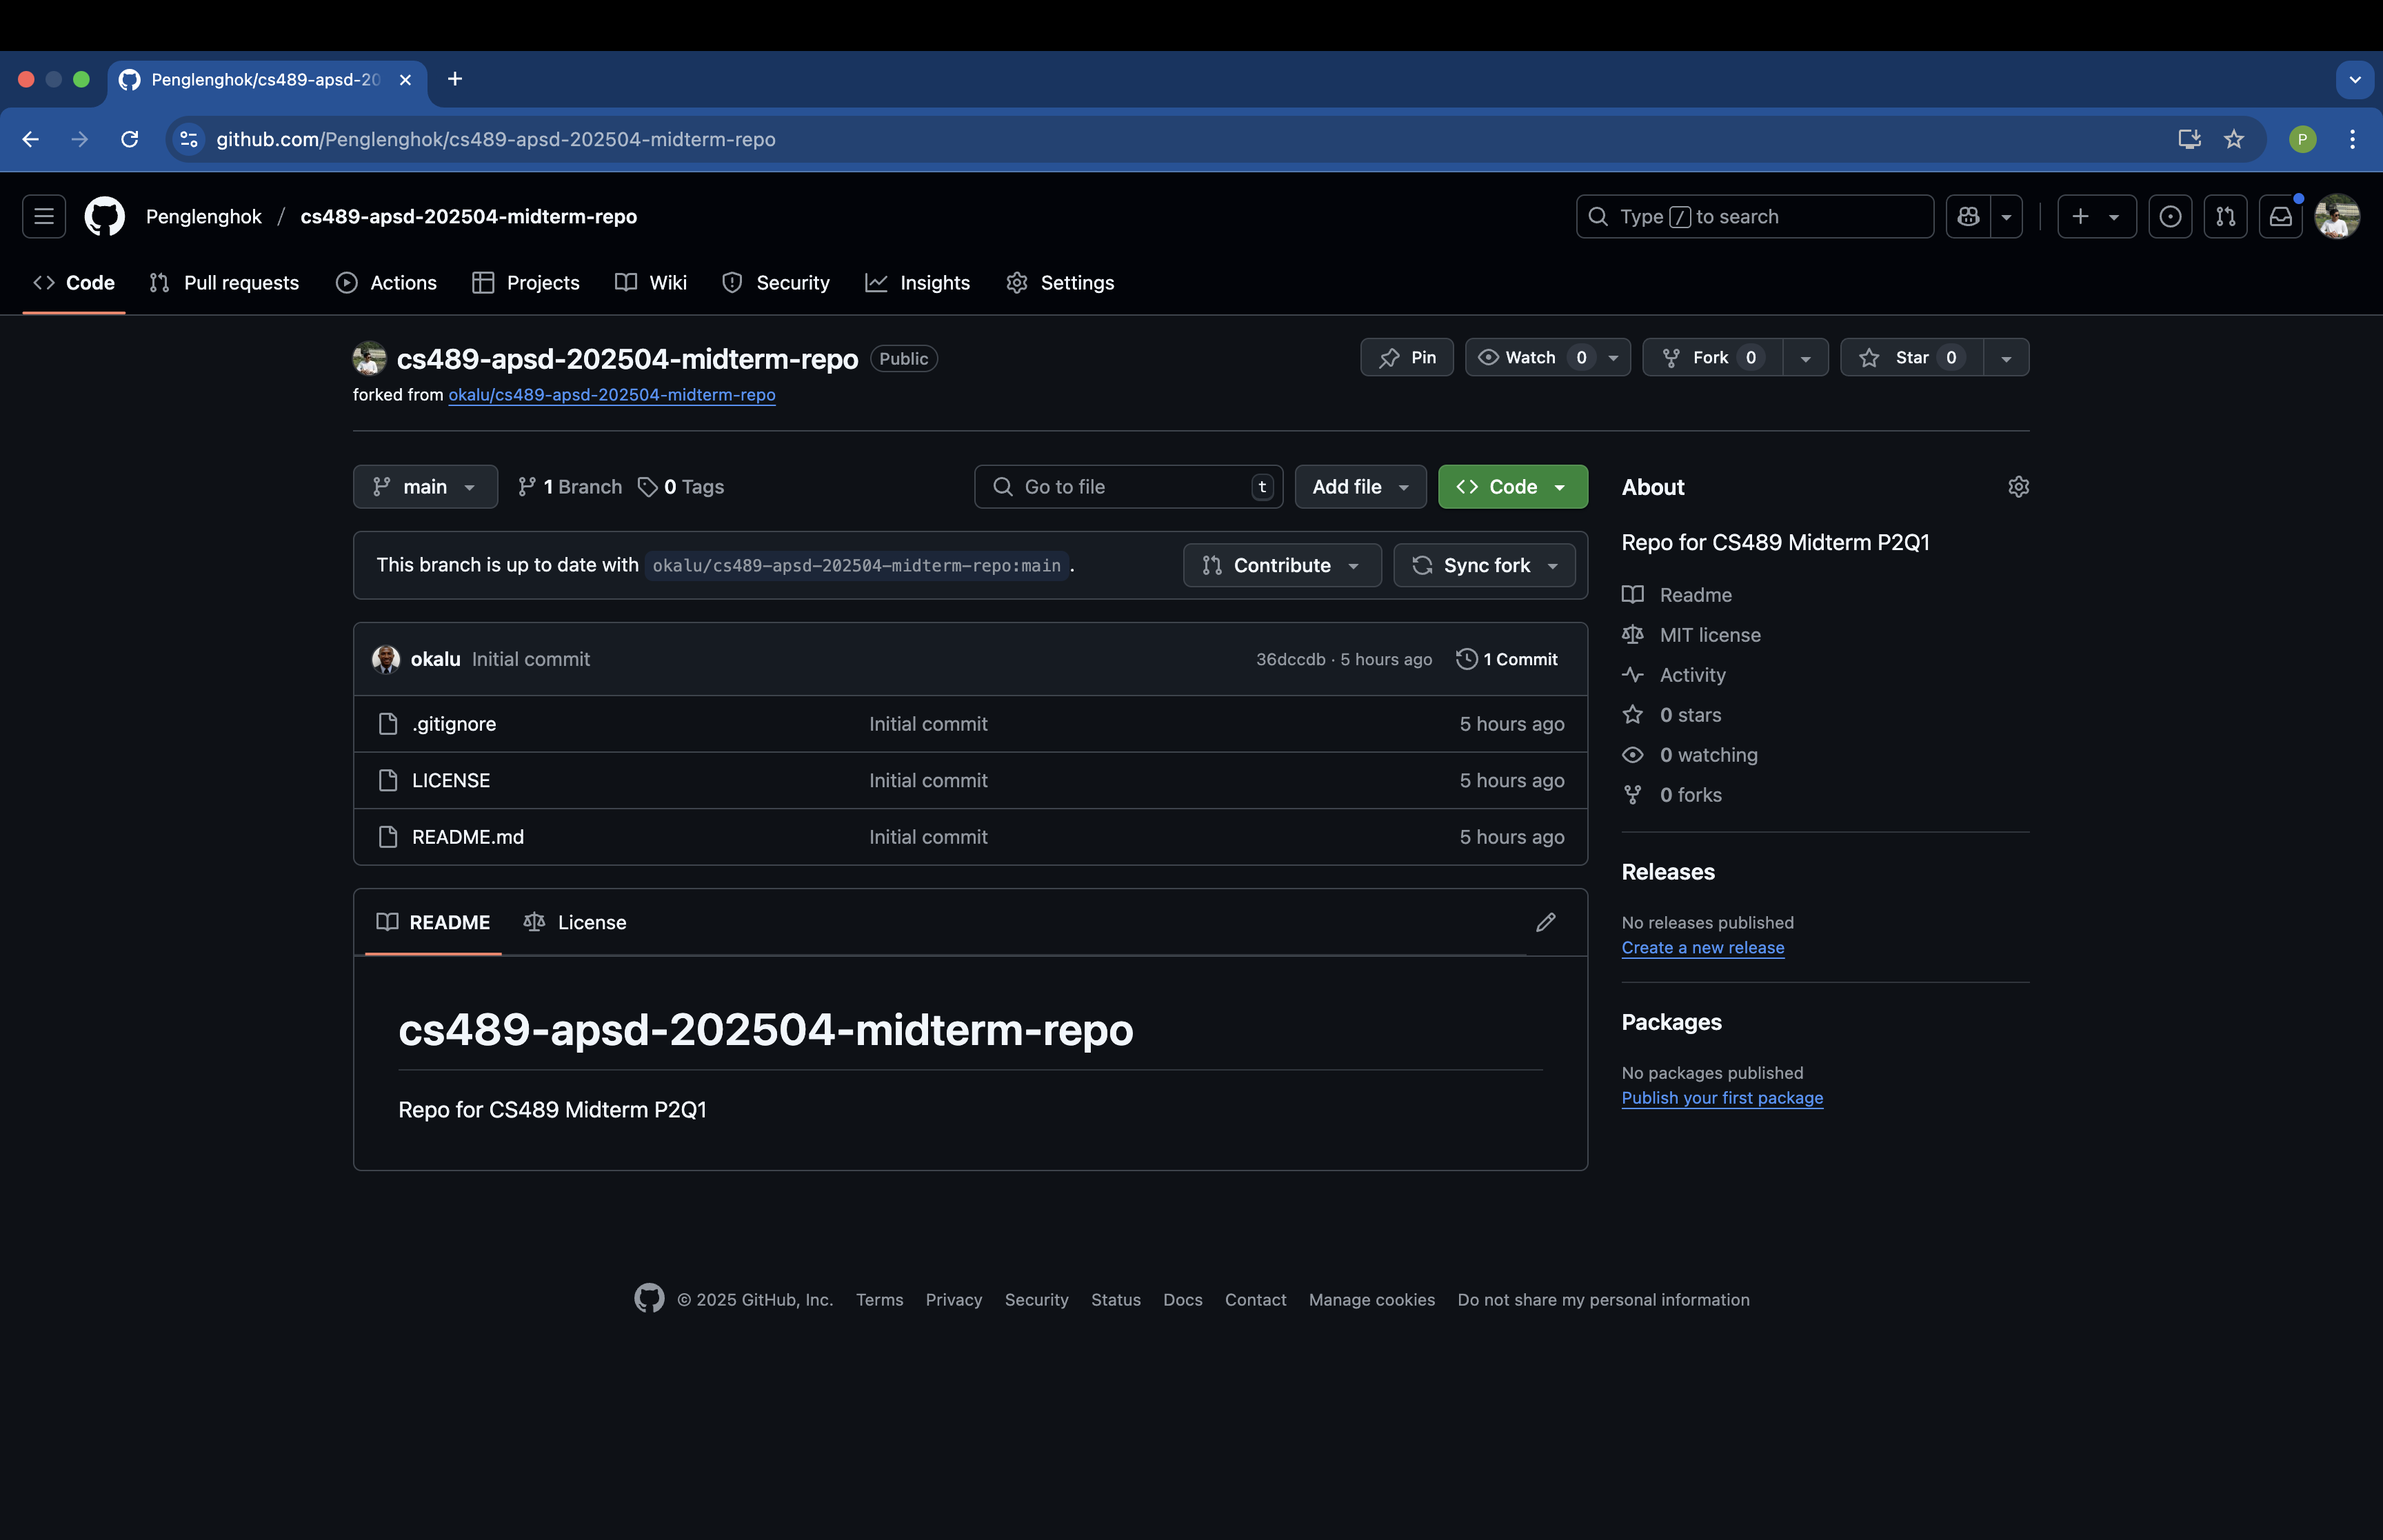 Penglenghok/cs489-apsd-20
github.com/Penglenghok/cs489-apsd-202504-midterm-repo
P
Penglenghok / cs489-apsd-202504-midterm-repo
Type / to search
Code Pull requests Actions Projects Wiki Security Insights Settings
cs489-apsd-202504-midterm-repo Public
Pin Watch 0 Fork 0 Star 0
forked from okalu/cs489-apsd-202504-midterm-repo
main 1 Branch 0 Tags Go to file t Add file Code
This branch is up to date with okalu/cs489-apsd-202504-midterm-repo:main .
Contribute Sync fork
okalu Initial commit 36dccdb · 5 hours ago 1 Commit
.gitignore Initial commit 5 hours ago
LICENSE Initial commit 5 hours ago
README.md Initial commit 5 hours ago
README License
cs489-apsd-202504-midterm-repo
Repo for CS489 Midterm P2Q1
About
Repo for CS489 Midterm P2Q1
Readme
MIT license
Activity
0 stars
0 watching
0 forks
Releases
No releases published
Create a new release
Packages
No packages published
Publish your first package
© 2025 GitHub, Inc. Terms Privacy Security Status Docs Contact Manage cookies Do not share my personal information